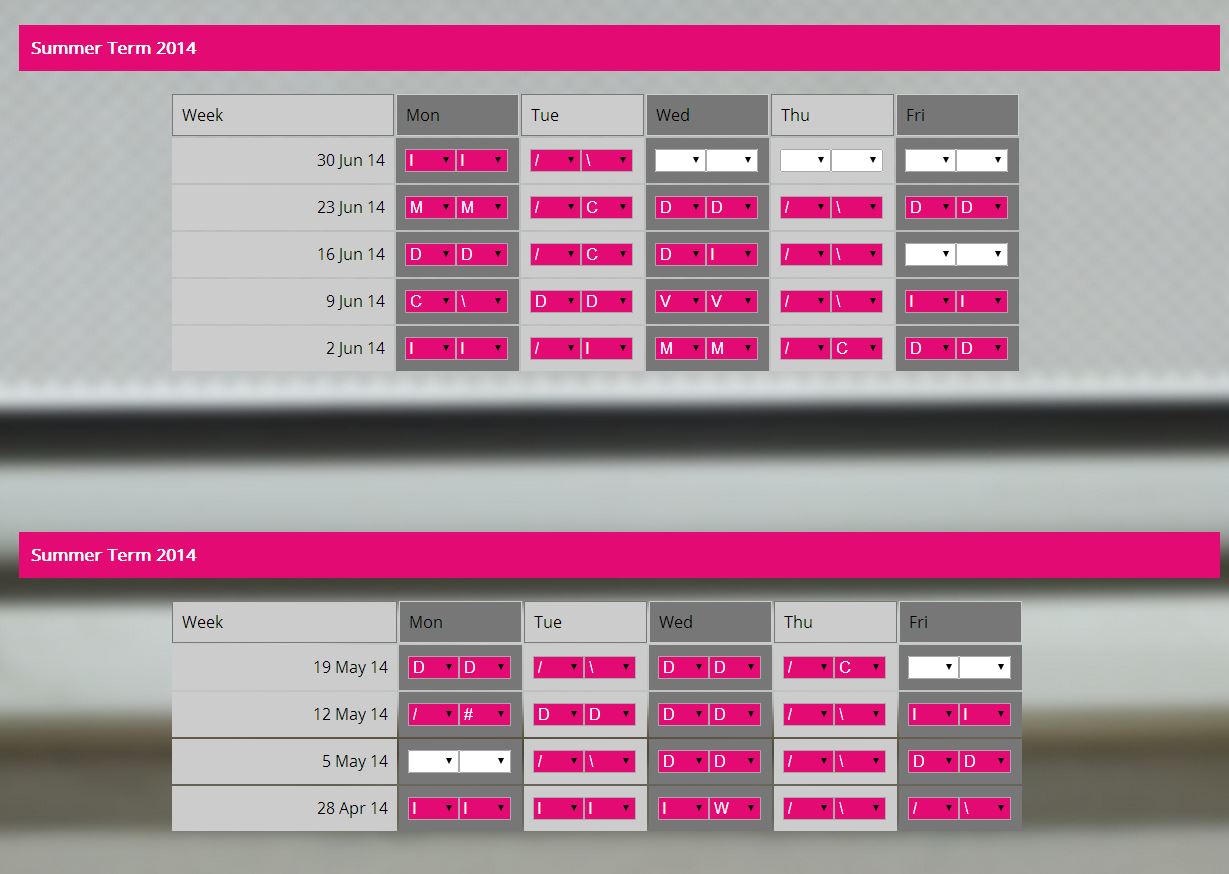 Summer Term 2014
Week Mon Tue Wed Thu Fri
30 Jun 14 I I / \
23 Jun 14 M M / C D D / \ D D
16 Jun 14 D D / C D I / \
9 Jun 14 C \ D D V V / \ I I
2 Jun 14 I I / I M M / C D D
Summer Term 2014
Week Mon Tue Wed Thu Fri
19 May 14 D D / \ D D / C
12 May 14 / # D D D D / \ I I
5 May 14 / \ D D / \ D D
28 Apr 14 I I I I I W / \ / \